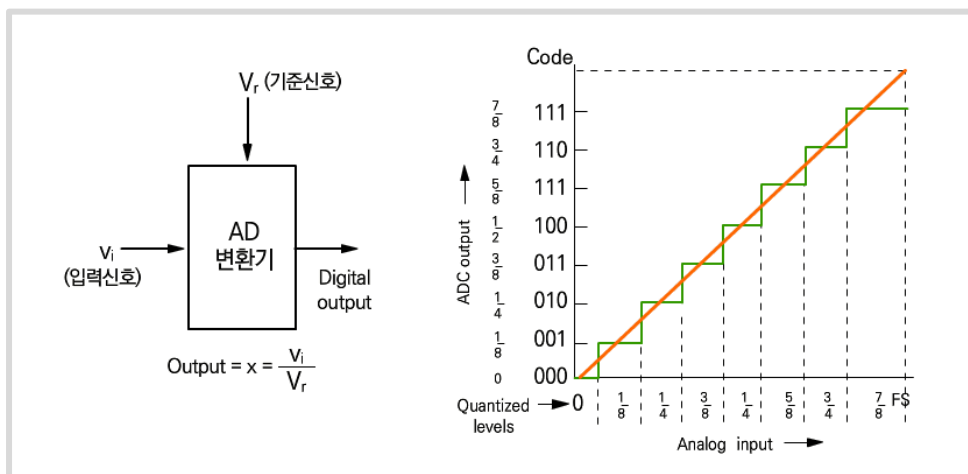 Vr (기준신호)
AD
변환기
vi
(입력신호)
Digital
output
Output = x = vi/Vr
Code
7/8 111
3/4 110
5/8 111
1/2 100
3/8 011
1/4 010
1/8 001
0 000
ADC output
Quantized
levels
0 1/8 1/4 3/8 1/4 5/8 3/4 7/8 FS
Analog input